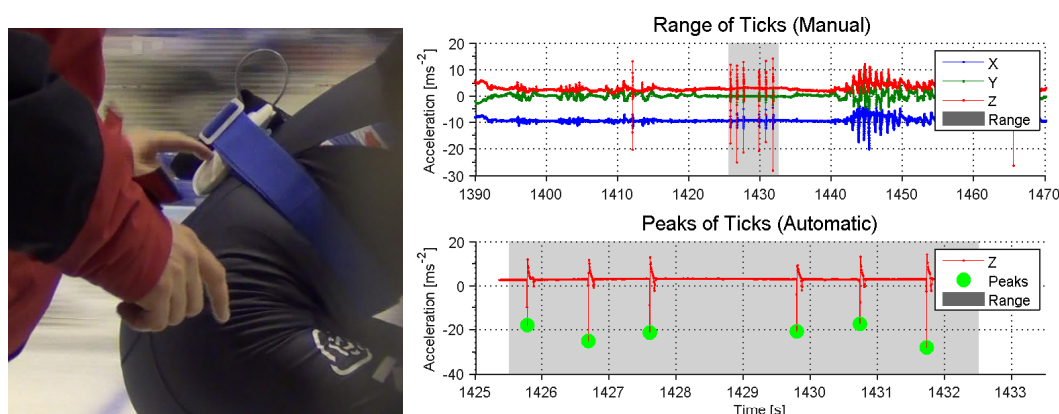 Range of Ticks (Manual)
Acceleration [ms⁻²]
20
10
0
-10
-20
-30
1390 1400 1410 1420 1430 1440 1450 1460 1470
X
Y
Z
Range
Peaks of Ticks (Automatic)
Acceleration [ms⁻²]
20
0
-20
-40
1425 1426 1427 1428 1429 1430 1431 1432 1433
Z
Peaks
Range
Time [s]